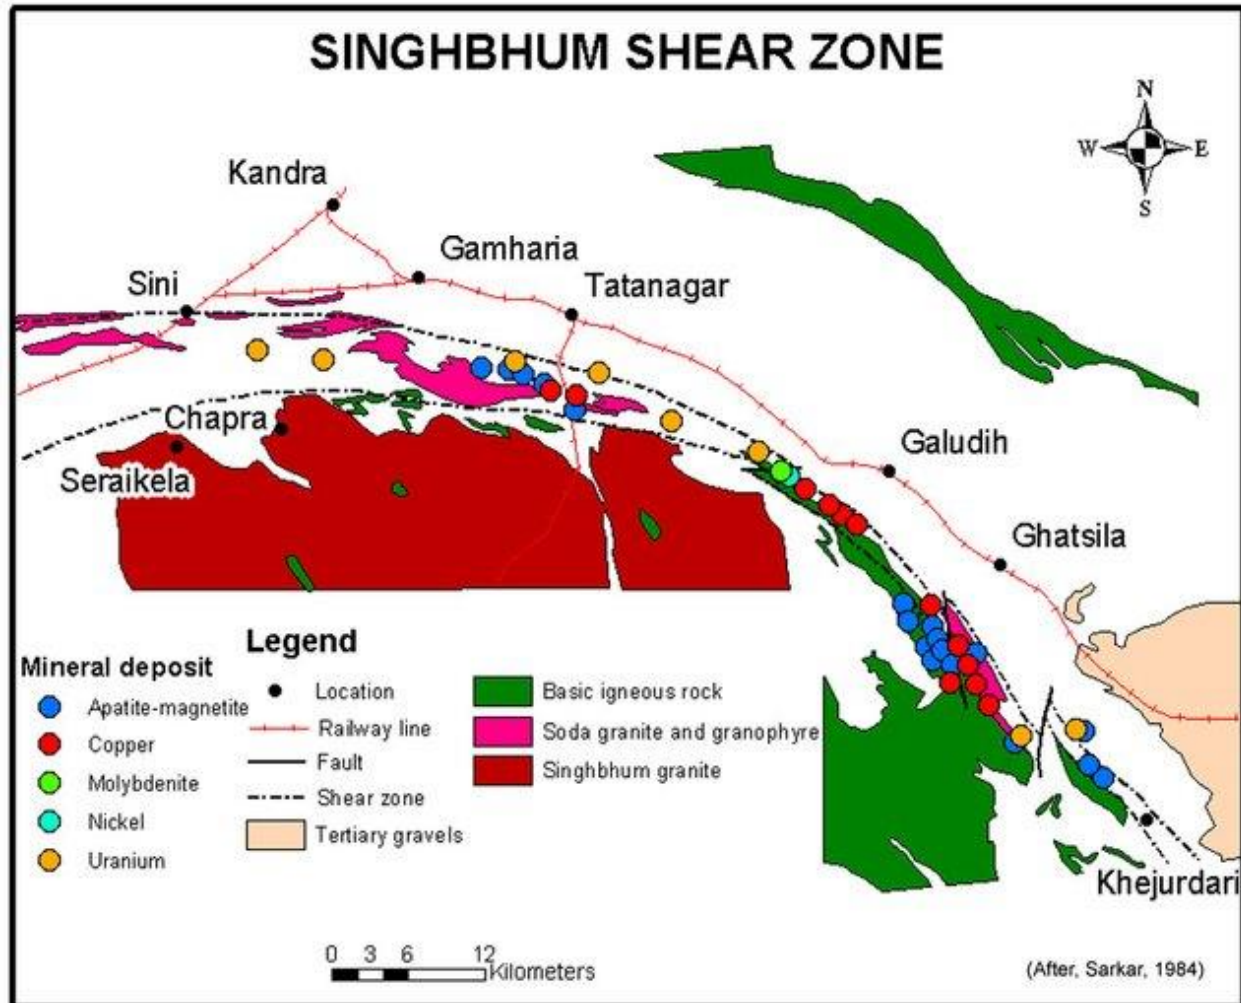 SINGHBHUM SHEAR ZONE
N
W E
S
Kandra
Gamharia
Sini
Tatanagar
Chapra
Seraikela
Galudih
Ghatsila
Khejurdari
Legend
Mineral deposit
Apatite-magnetite
Copper
Molybdenite
Nickel
Uranium
Location
Railway line
Fault
Shear zone
Tertiary gravels
Basic igneous rock
Soda granite and granophyre
Singhbhum granite
0 3 6 12
Kilometers
(After, Sarkar, 1984)